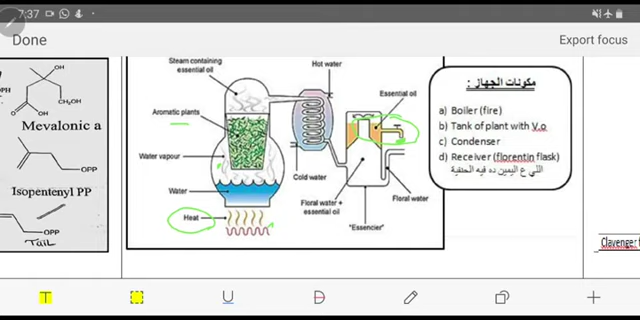 7:37
Done
Export focus
OH
CH₂OH
OH
Mevalonic a
OPP
Isopentenyl PP
OPP
Tail
Steam containing
essential oil
Hot water
Essential oil
Aromatic plants
Water vapour
Water
Cold water
Heat
Floral water +
essential oil
Floral water
"Essencier"
مكونات الجهاز :
a) Boiler (fire)
b) Tank of plant with V.o
c) Condenser
d) Receiver (florentin flask)
اللي ع اليمين ده فيه الحنفية
Clavenger
T
U
D